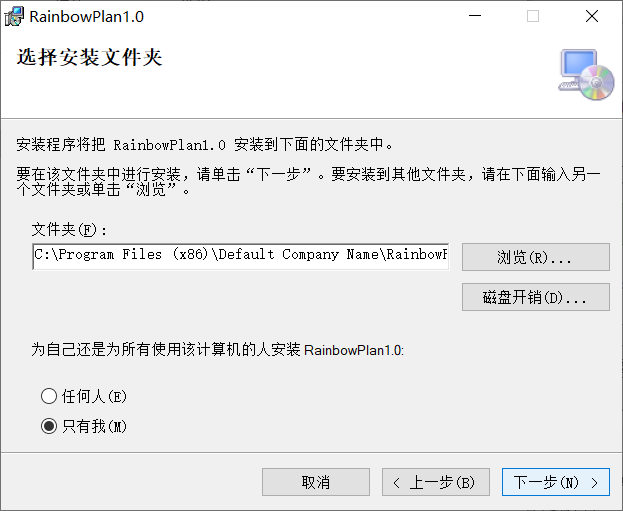 RainbowPlan1.0
选择安装文件夹
安装程序将把 RainbowPlan1.0 安装到下面的文件夹中。
要在该文件夹中进行安装，请单击“下一步”。要安装到其他文件夹，请在下面输入另一
个文件夹或单击“浏览”。
文件夹(F)：
C:\Program Files (x86)\Default Company Name\Rainbow
浏览(R)...
磁盘开销(D)...
为自己还是为所有使用该计算机的人安装 RainbowPlan1.0:
任何人(E)
只有我(M)
取消
< 上一步(B)
下一步(N) >